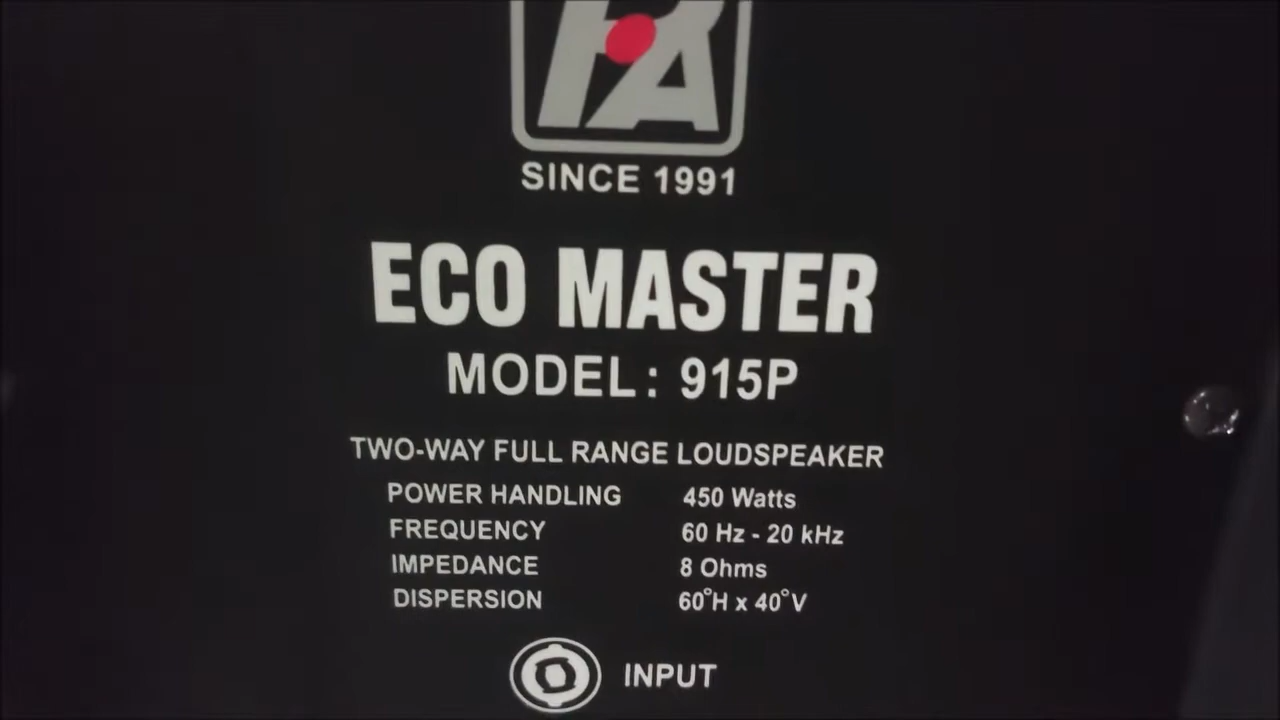 PA
SINCE 1991
ECO MASTER
MODEL: 915P
TWO-WAY FULL RANGE LOUDSPEAKER
POWER HANDLING 450 Watts
FREQUENCY 60 Hz - 20 kHz
IMPEDANCE 8 Ohms
DISPERSION 60°H x 40°V
INPUT